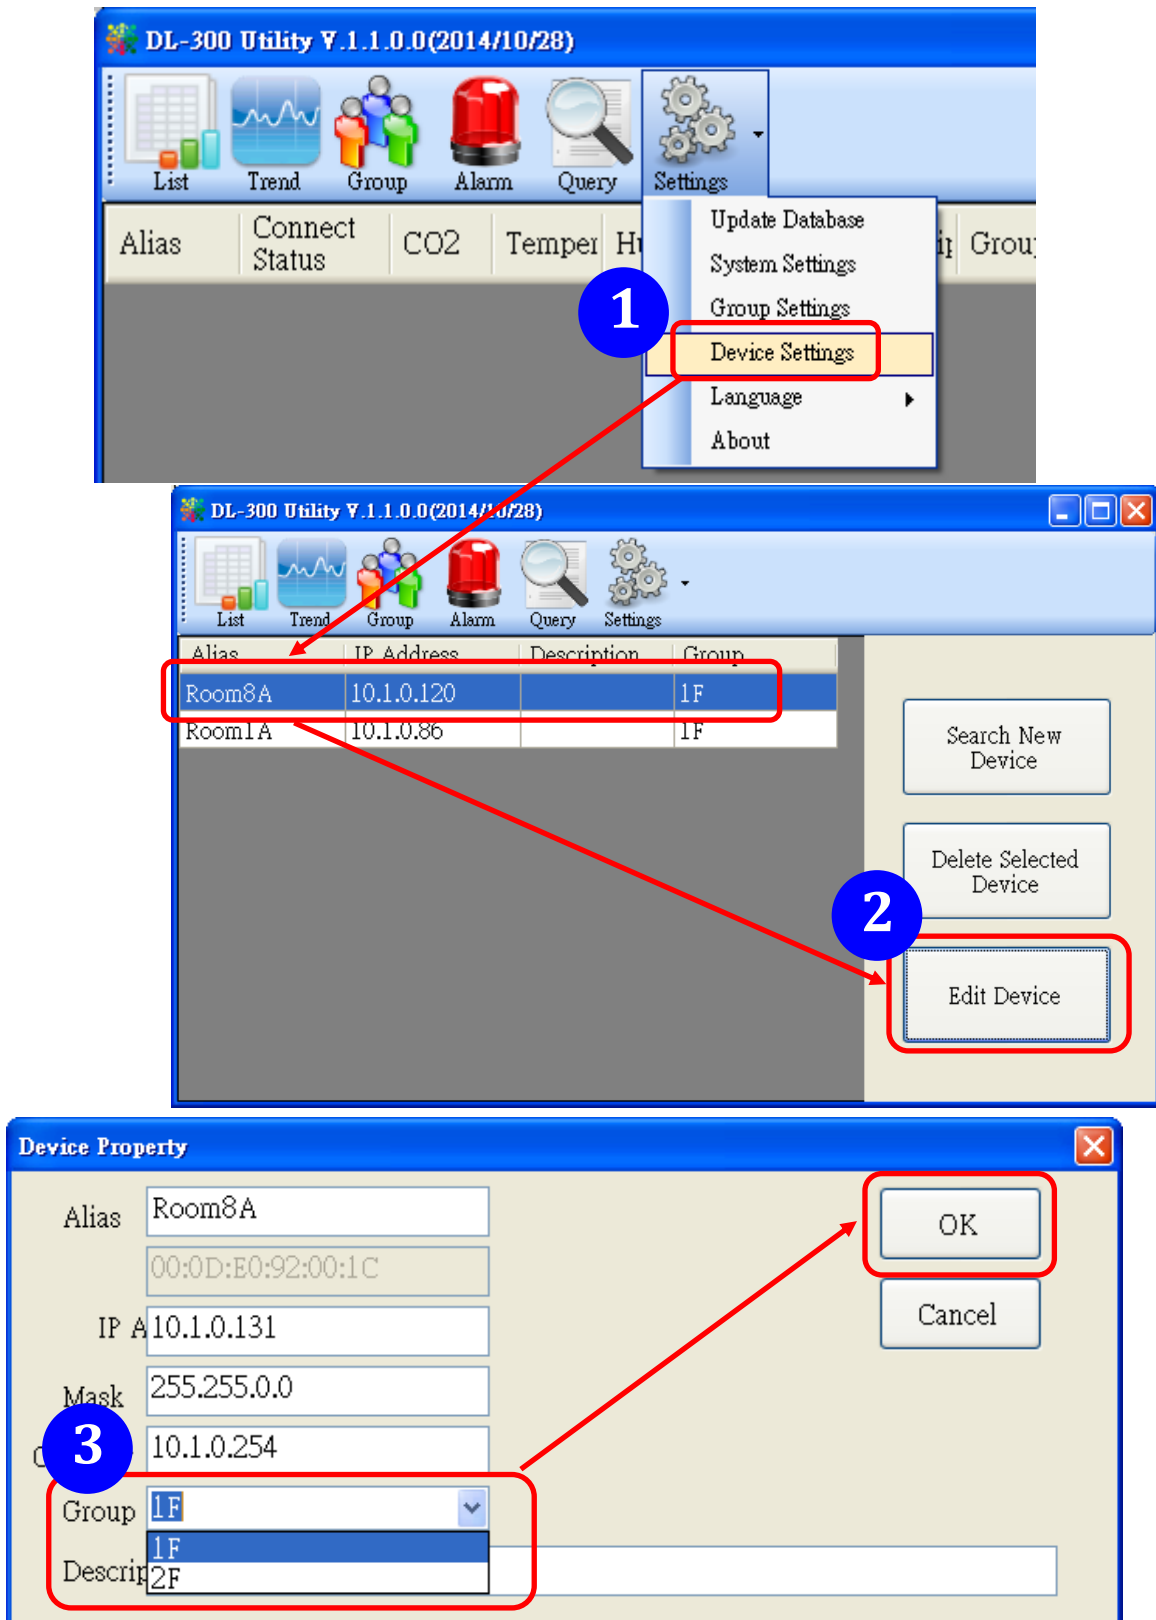 DL-300 Utility V.1.1.0.0(2014/10/28)
List Trend Group Alarm Query Settings
Alias Connect Status CO2 Temper Grou
Update Database
System Settings
Group Settings
1
Device Settings
Language
About
DL-300 Utility V.1.1.0.0(2014/10/28)
List Trend Group Alarm Query Settings
Alias IP Address Description Group
Room8A 10.1.0.120 1F
Room1A 10.1.0.86 1F
Search New
Device
Delete Selected
Device
2
Edit Device
Device Property
Alias Room8A
OK
00:0D:E0:92:00:1C
Cancel
IP A 10.1.0.131
Mask 255.255.0.0
3
10.1.0.254
Group 1F
1F
Descrip
2F